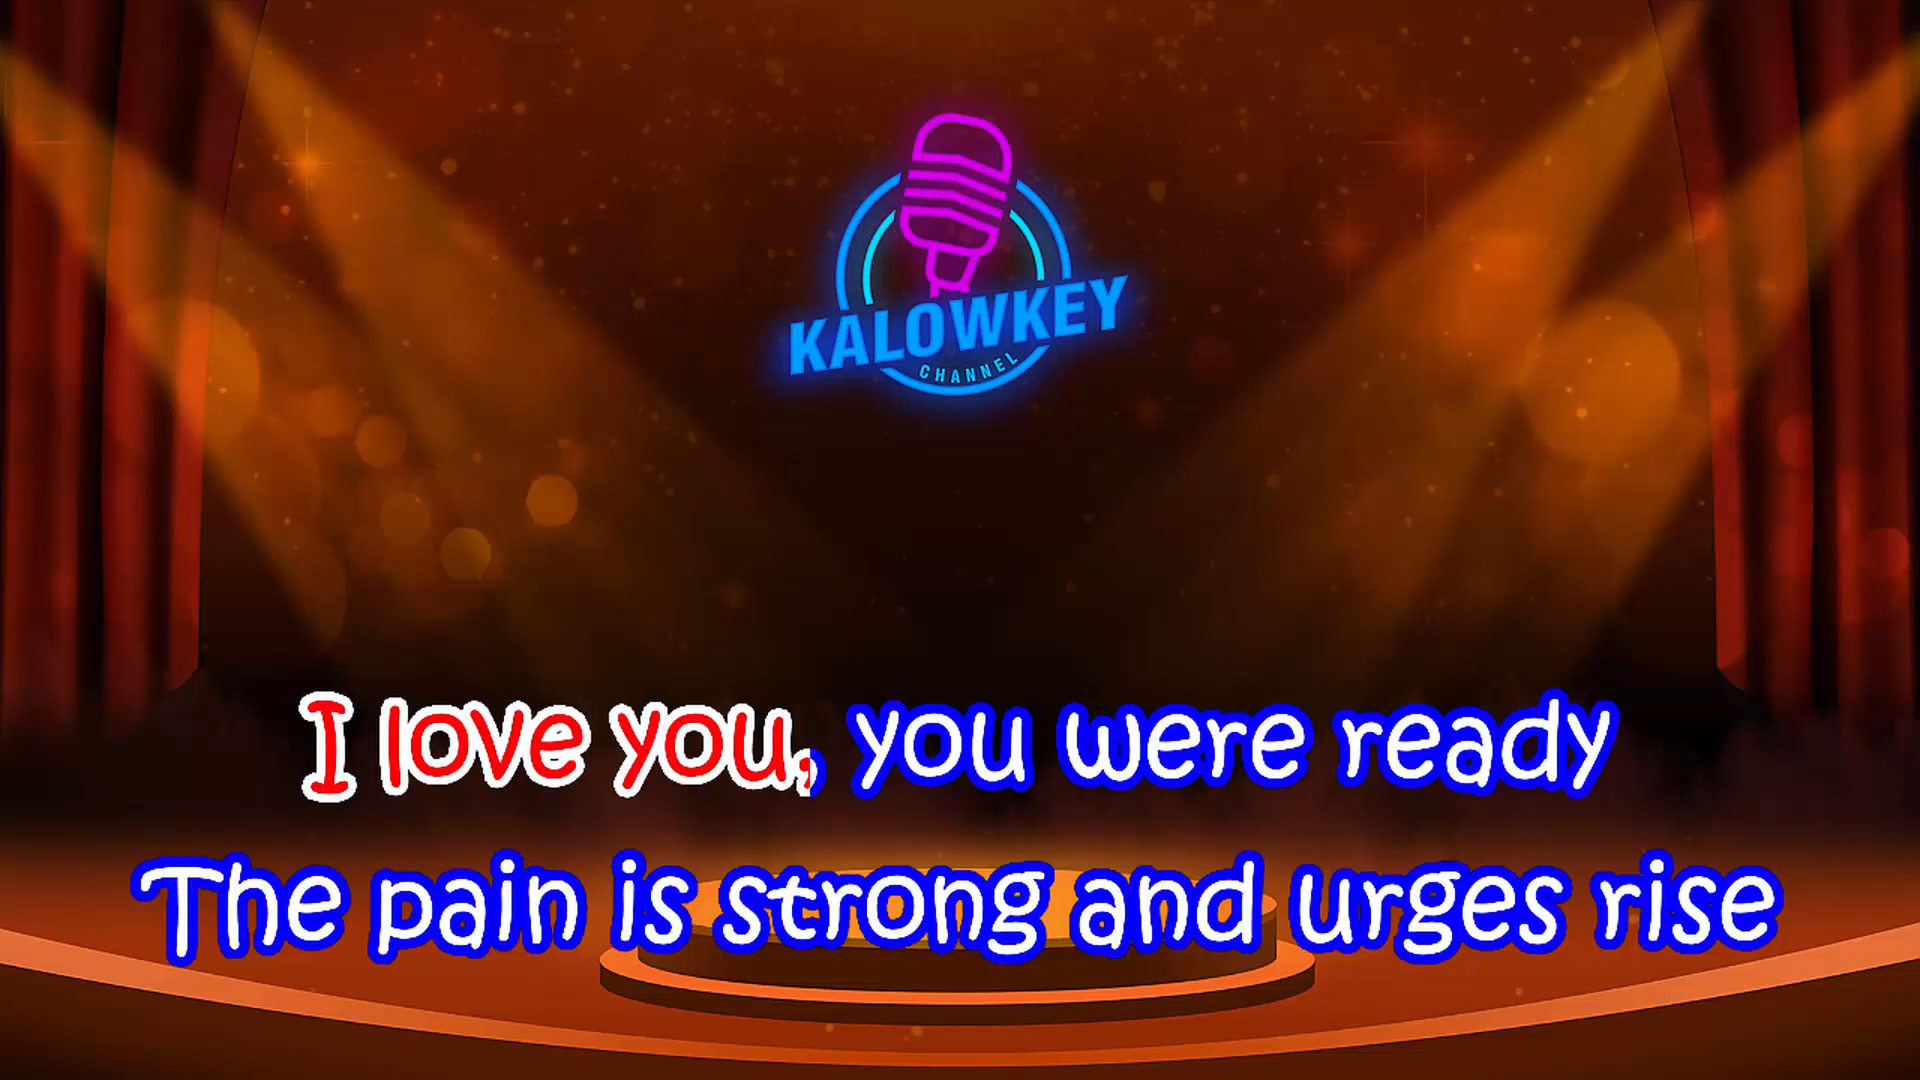 KALOWKEY
CHANNEL
I love you, you were ready
The pain is strong and urges rise